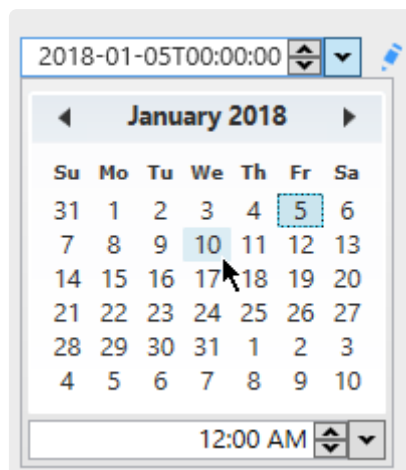 2018-01-05T00:00:00
January 2018
Su Mo Tu We Th Fr Sa
31 1 2 3 4 5 6
7 8 9 10 11 12 13
14 15 16 17 18 19 20
21 22 23 24 25 26 27
28 29 30 31 1 2 3
4 5 6 7 8 9 10
12:00 AM